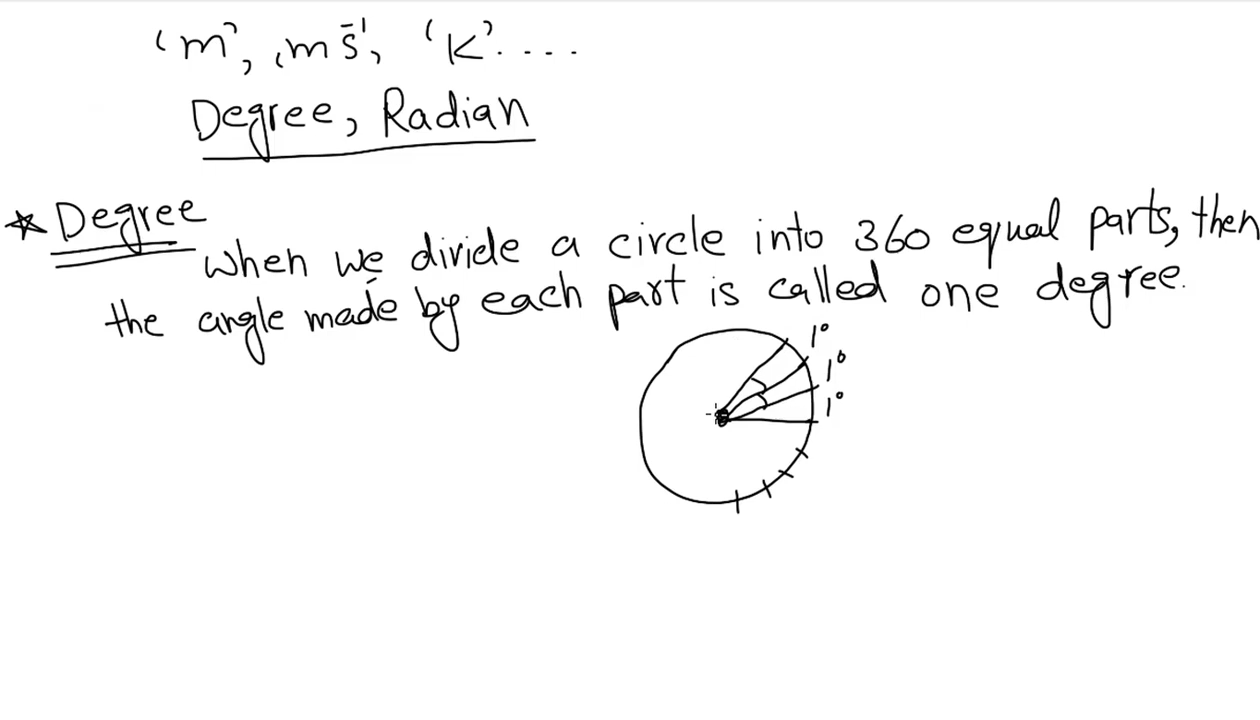 'm', 'ms⁻¹', 'K'....
Degree, Radian
☆ Degree
When we divide a circle into 360 equal parts, then
the angle made by each part is called one degree.
1°
1°
1°